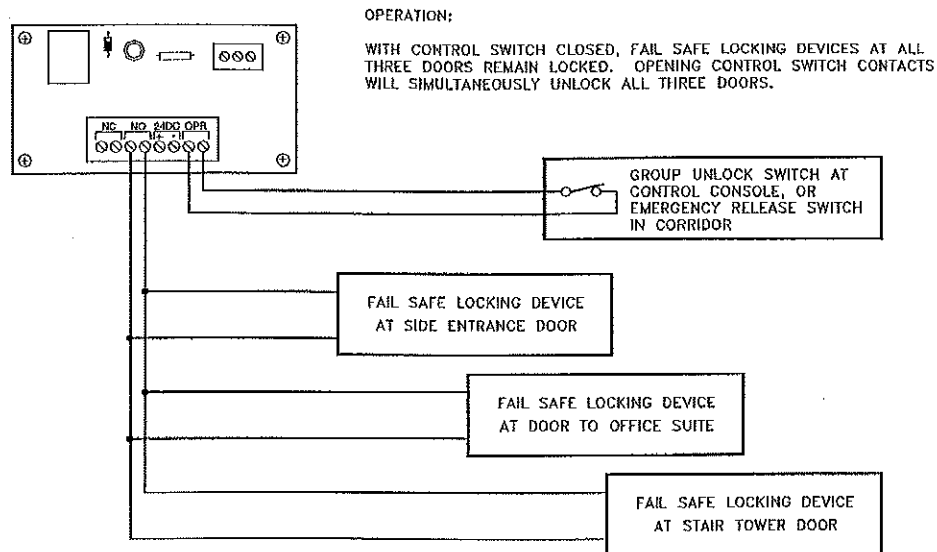 OPERATION:
WITH CONTROL SWITCH CLOSED, FAIL SAFE LOCKING DEVICES AT ALL
THREE DOORS REMAIN LOCKED. OPENING CONTROL SWITCH CONTACTS
WILL SIMULTANEOUSLY UNLOCK ALL THREE DOORS.
NC NO 24DC OPR
+ -
GROUP UNLOCK SWITCH AT
CONTROL CONSOLE, OR
EMERGENCY RELEASE SWITCH
IN CORRIDOR
FAIL SAFE LOCKING DEVICE
AT SIDE ENTRANCE DOOR
FAIL SAFE LOCKING DEVICE
AT DOOR TO OFFICE SUITE
FAIL SAFE LOCKING DEVICE
AT STAIR TOWER DOOR